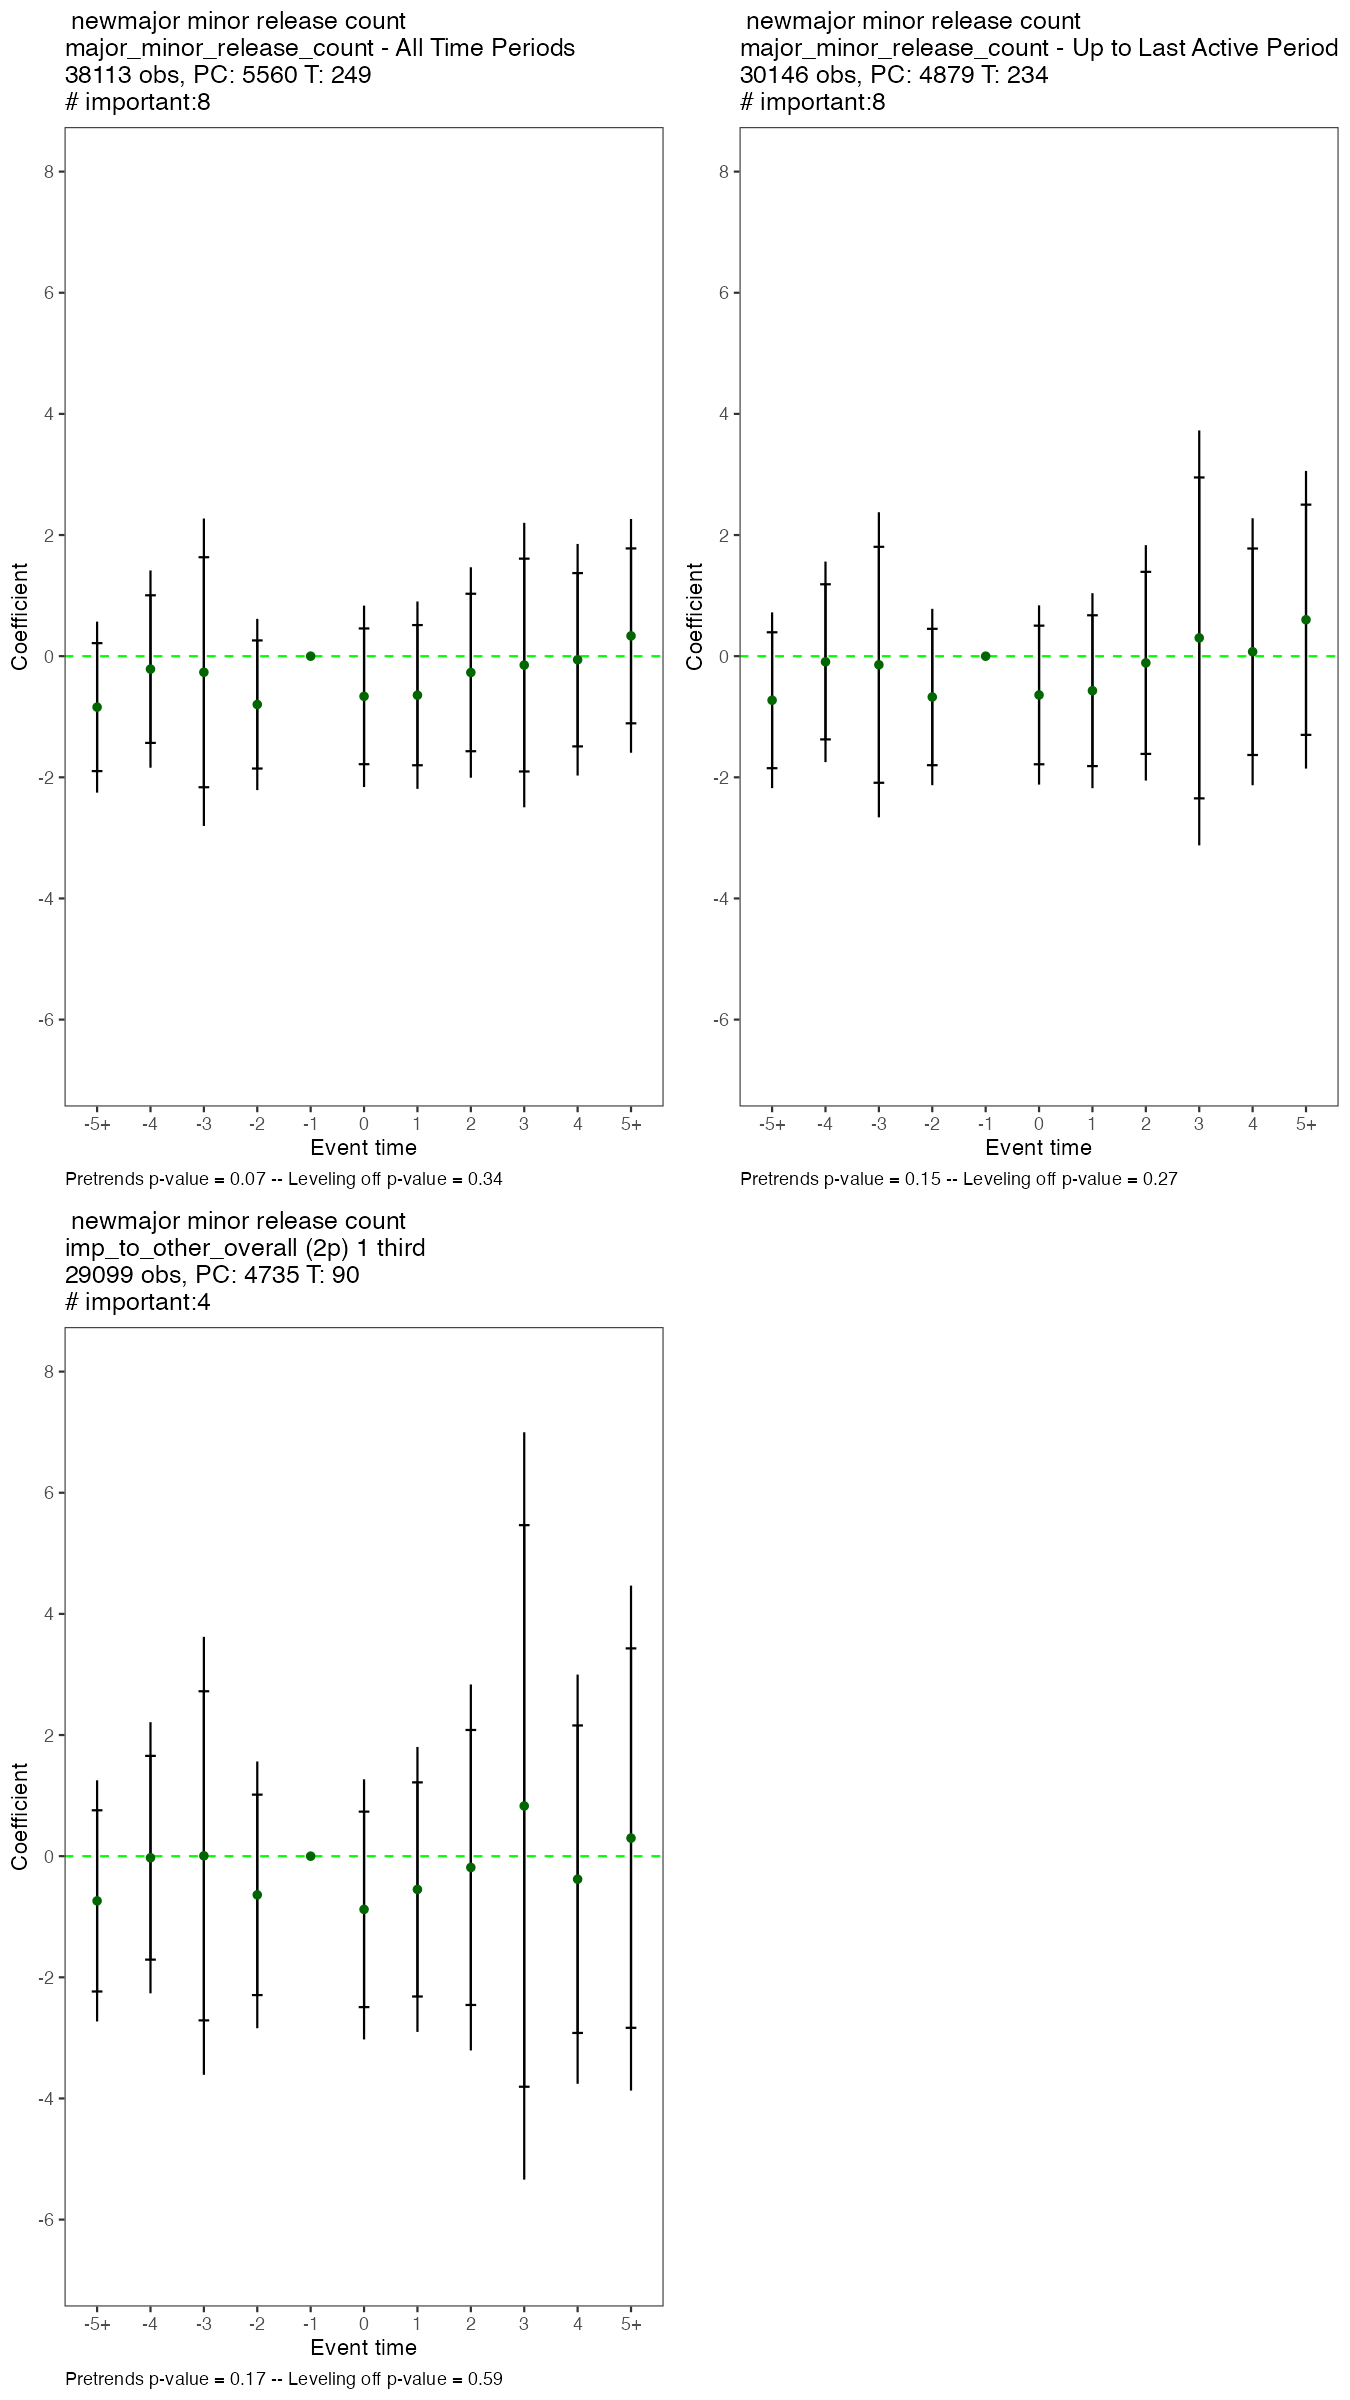 newmajor minor release count
major_minor_release_count - All Time Periods
38113 obs, PC: 5560 T: 249
# important:8
8
6
4
2
0
-2
-4
-6
Coefficient
-5+ -4 -3 -2 -1 0 1 2 3 4 5+
Event time
Pretrends p-value = 0.07 -- Leveling off p-value = 0.34
newmajor minor release count
major_minor_release_count - Up to Last Active Period
30146 obs, PC: 4879 T: 234
# important:8
8
6
4
2
0
-2
-4
-6
Coefficient
-5+ -4 -3 -2 -1 0 1 2 3 4 5+
Event time
Pretrends p-value = 0.15 -- Leveling off p-value = 0.27
newmajor minor release count
imp_to_other_overall (2p) 1 third
29099 obs, PC: 4735 T: 90
# important:4
8
6
4
2
0
-2
-4
-6
Coefficient
-5+ -4 -3 -2 -1 0 1 2 3 4 5+
Event time
Pretrends p-value = 0.17 -- Leveling off p-value = 0.59